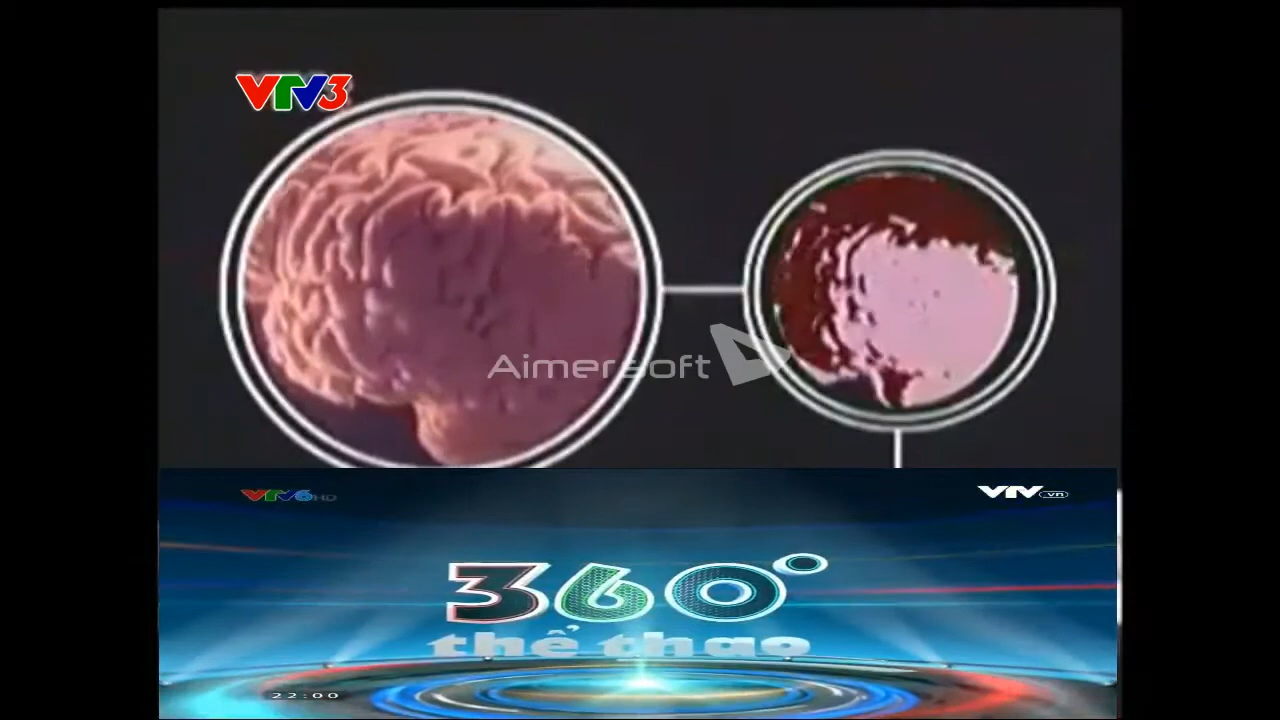 VTV3
Aimersoft
VTV6HD
VTV.vn
360°
thể thao
22:00